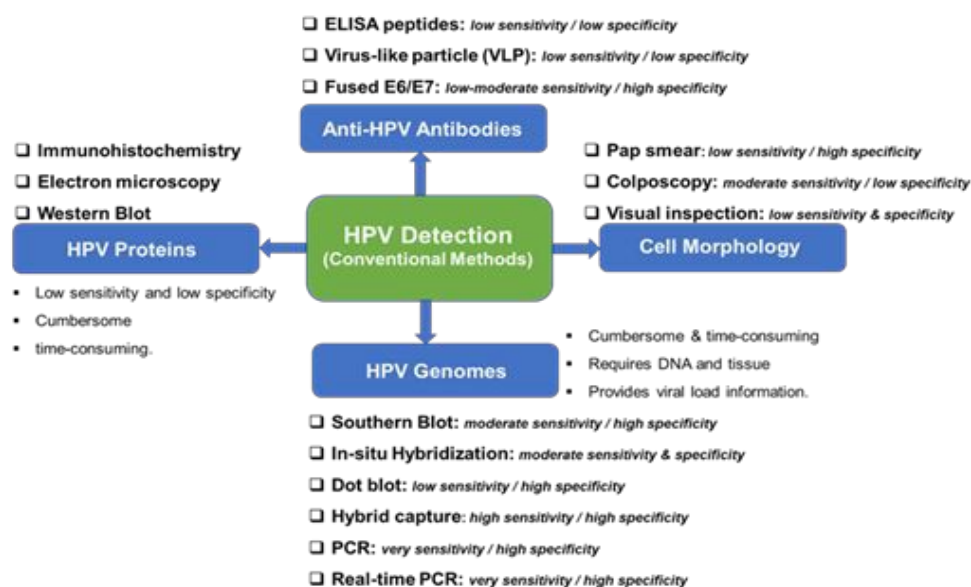 ❑ ELISA peptides: low sensitivity / low specificity
❑ Virus-like particle (VLP): low sensitivity / low specificity
❑ Fused E6/E7: low-moderate sensitivity / high specificity
Anti-HPV Antibodies
❑ Immunohistochemistry
❑ Electron microscopy
❑ Western Blot
HPV Proteins
▪ Low sensitivity and low specificity
▪ Cumbersome
▪ time-consuming.
HPV Detection
(Conventional Methods)
❑ Pap smear: low sensitivity / high specificity
❑ Colposcopy: moderate sensitivity / low specificity
❑ Visual inspection: low sensitivity & specificity
Cell Morphology
HPV Genomes
▪ Cumbersome & time-consuming
▪ Requires DNA and tissue
▪ Provides viral load information.
❑ Southern Blot: moderate sensitivity / high specificity
❑ In-situ Hybridization: moderate sensitivity & specificity
❑ Dot blot: low sensitivity / high specificity
❑ Hybrid capture: high sensitivity / high specificity
❑ PCR: very sensitivity / high specificity
❑ Real-time PCR: very sensitivity / high specificity